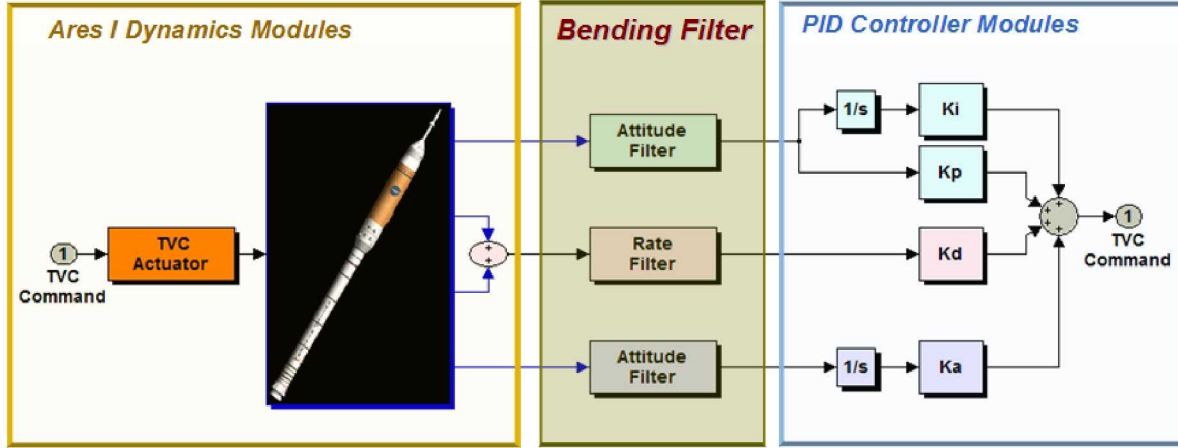 Ares I Dynamics Modules
Bending Filter
PID Controller Modules
1
TVC
Command
TVC
Actuator
+
+
Attitude
Filter
Rate
Filter
Attitude
Filter
1/s
Ki
Kp
Kd
1/s
Ka
+
+
+
+
1
TVC
Command